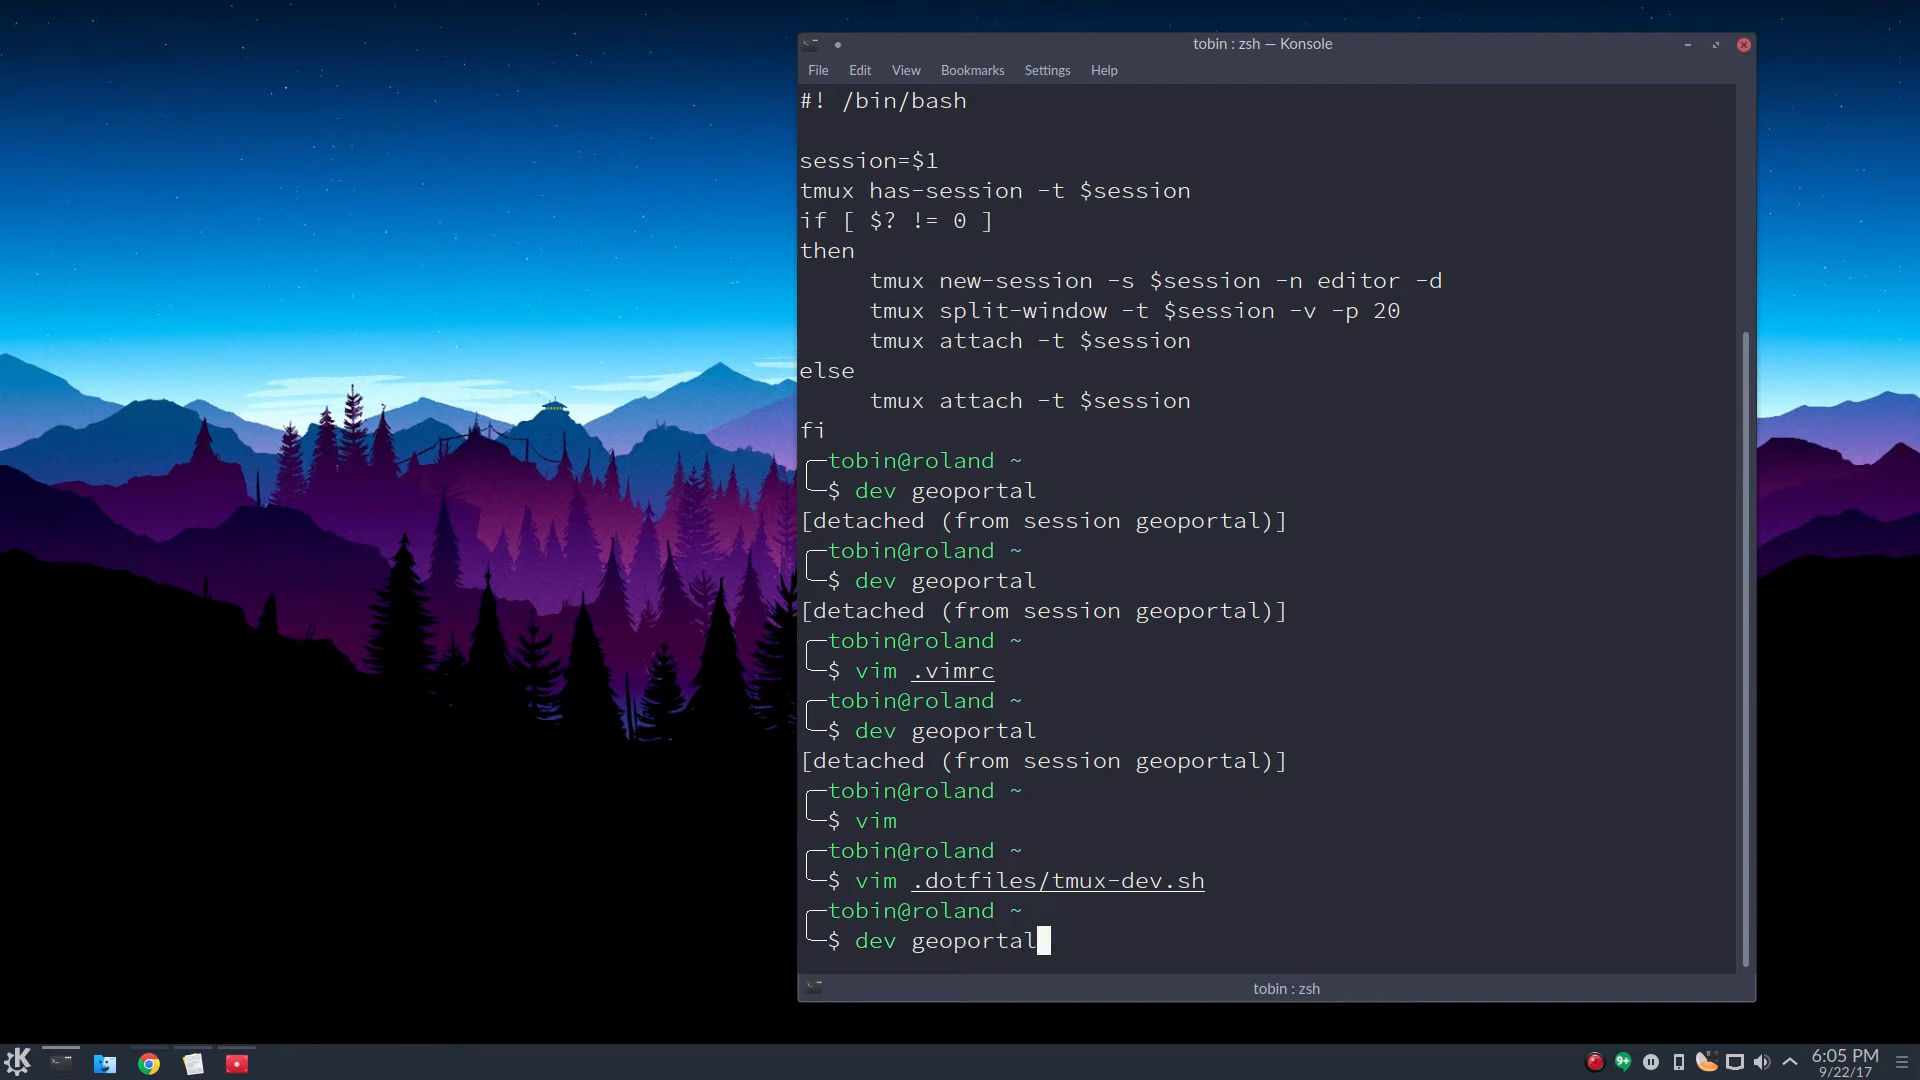 tobin : zsh — Konsole
File Edit View Bookmarks Settings Help
#! /bin/bash
session=$1
tmux has-session -t $session
if [ $? != 0 ]
then
tmux new-session -s $session -n editor -d
tmux split-window -t $session -v -p 20
tmux attach -t $session
else
tmux attach -t $session
fi
tobin@roland ~
$ dev geoportal
[detached (from session geoportal)]
tobin@roland ~
$ dev geoportal
[detached (from session geoportal)]
tobin@roland ~
$ vim .vimrc
tobin@roland ~
$ dev geoportal
[detached (from session geoportal)]
tobin@roland ~
$ vim
tobin@roland ~
$ vim .dotfiles/tmux-dev.sh
tobin@roland ~
$ dev geoportal
tobin : zsh
9+
6:05 PM
9/22/17